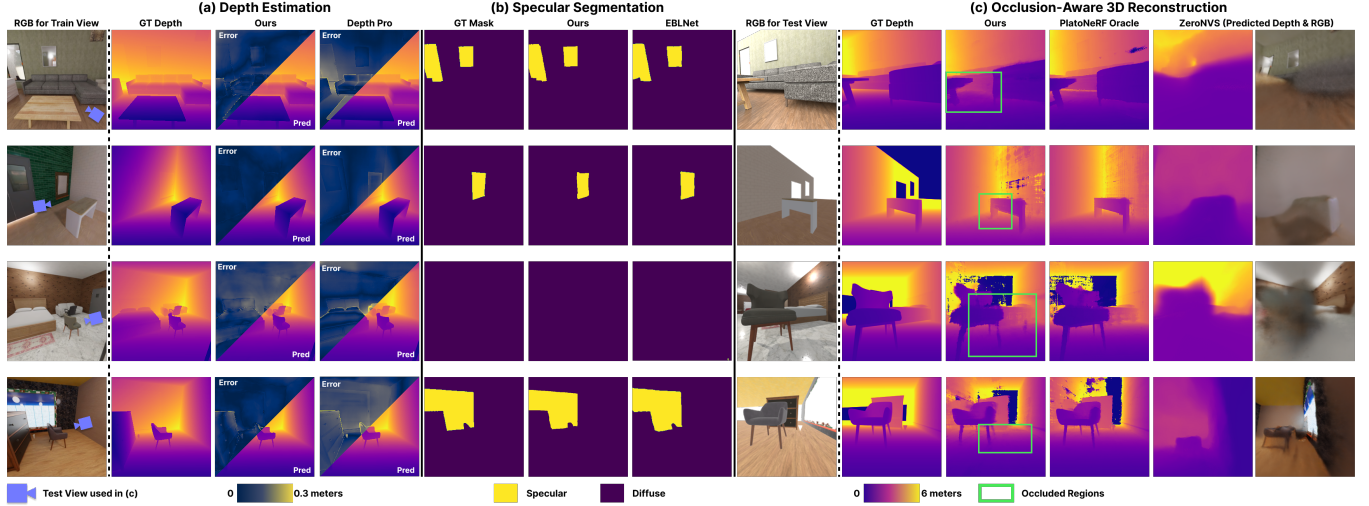 (a) Depth Estimation
(b) Specular Segmentation
(c) Occlusion-Aware 3D Reconstruction
RGB for Train View
GT Depth
Ours
Depth Pro
GT Mask
Ours
EBLNet
RGB for Test View
GT Depth
Ours
PlatoNeRF Oracle
ZeroNVS (Predicted Depth & RGB)
Error
Pred
Error
Pred
Error
Pred
Error
Pred
Error
Pred
Error
Pred
Error
Pred
Error
Pred
Test View used in (c)
0
0.3 meters
Specular
Diffuse
0
6 meters
Occluded Regions